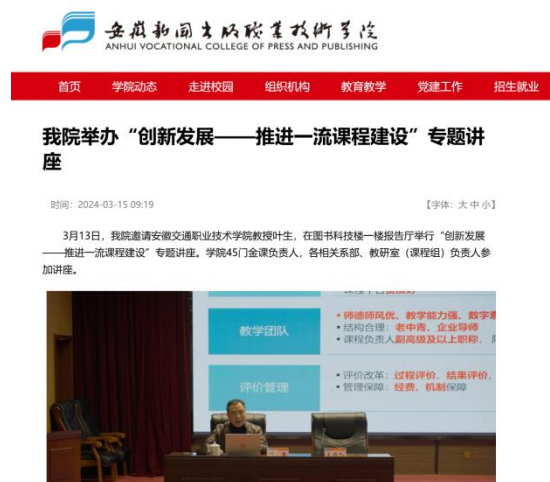 安徽新闻出版职业技术学院
ANHUI VOCATIONAL COLLEGE OF PRESS AND PUBLISHING
首页 学院动态 走进校园 组织机构 教育教学 党建工作 招生就业
我院举办“创新发展——推进一流课程建设”专题讲
座
时间：2024-03-15 09:19 【字体：大 中 小】
3月13日，我院邀请安徽交通职业技术学院教授叶生，在图书科技楼一楼报告厅举行“创新发展
——推进一流课程建设”专题讲座。学院45门金课负责人，各相关系部、教研室（课程组）负责人参
加讲座。
教学团队
•师德师风优、教学能力强、数字素
•结构合理：老中青、企业导师
•课程负责人副高级及以上职称，
评价管理
•评价改革：过程评价、结果评价，
•管理保障：经费、机制保障